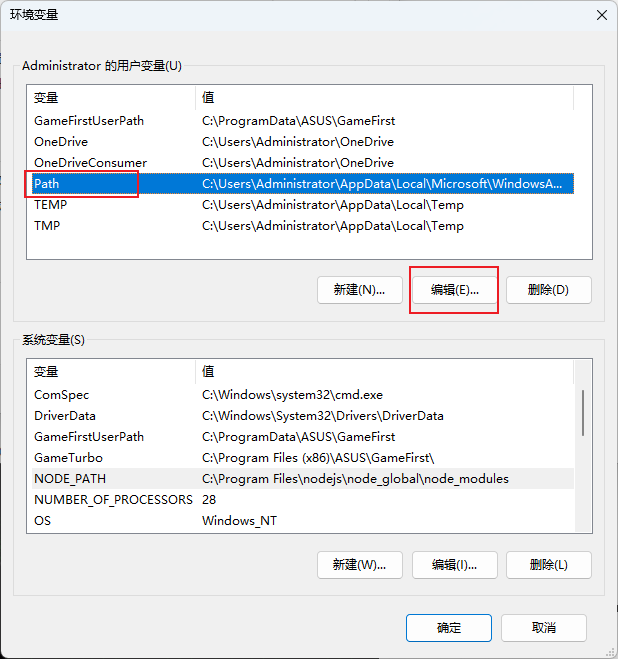 环境变量
Administrator 的用户变量(U)
变量 值
GameFirstUserPath C:\ProgramData\ASUS\GameFirst
OneDrive C:\Users\Administrator\OneDrive
OneDriveConsumer C:\Users\Administrator\OneDrive
Path C:\Users\Administrator\AppData\Local\Microsoft\WindowsA...
TEMP C:\Users\Administrator\AppData\Local\Temp
TMP C:\Users\Administrator\AppData\Local\Temp
新建(N)... 编辑(E)... 删除(D)
系统变量(S)
变量 值
ComSpec C:\Windows\system32\cmd.exe
DriverData C:\Windows\System32\Drivers\DriverData
GameFirstUserPath C:\ProgramData\ASUS\GameFirst
GameTurbo C:\Program Files (x86)\ASUS\GameFirst\
NODE_PATH C:\Program Files\nodejs\node_global\node_modules
NUMBER_OF_PROCESSORS 28
OS Windows_NT
新建(W)... 编辑(I)... 删除(L)
确定 取消